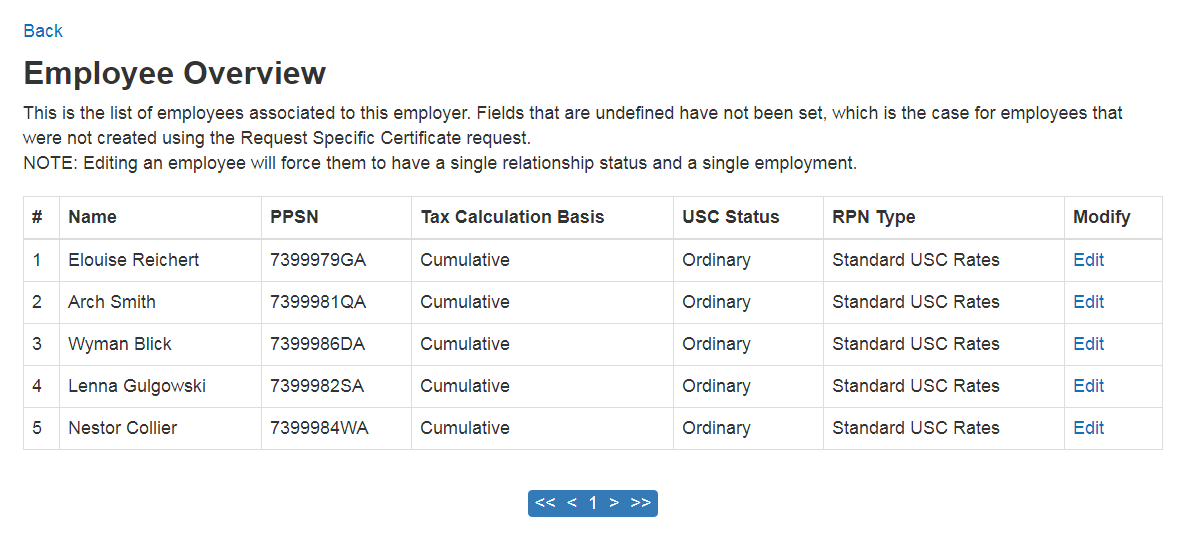 Back
Employee Overview
This is the list of employees associated to this employer. Fields that are undefined have not been set, which is the case for employees that
were not created using the Request Specific Certificate request.
NOTE: Editing an employee will force them to have a single relationship status and a single employment.
# Name PPSN Tax Calculation Basis USC Status RPN Type Modify
1 Elouise Reichert 7399979GA Cumulative Ordinary Standard USC Rates Edit
2 Arch Smith 7399981QA Cumulative Ordinary Standard USC Rates Edit
3 Wyman Blick 7399986DA Cumulative Ordinary Standard USC Rates Edit
4 Lenna Gulgowski 7399982SA Cumulative Ordinary Standard USC Rates Edit
5 Nestor Collier 7399984WA Cumulative Ordinary Standard USC Rates Edit
<< < 1 > >>